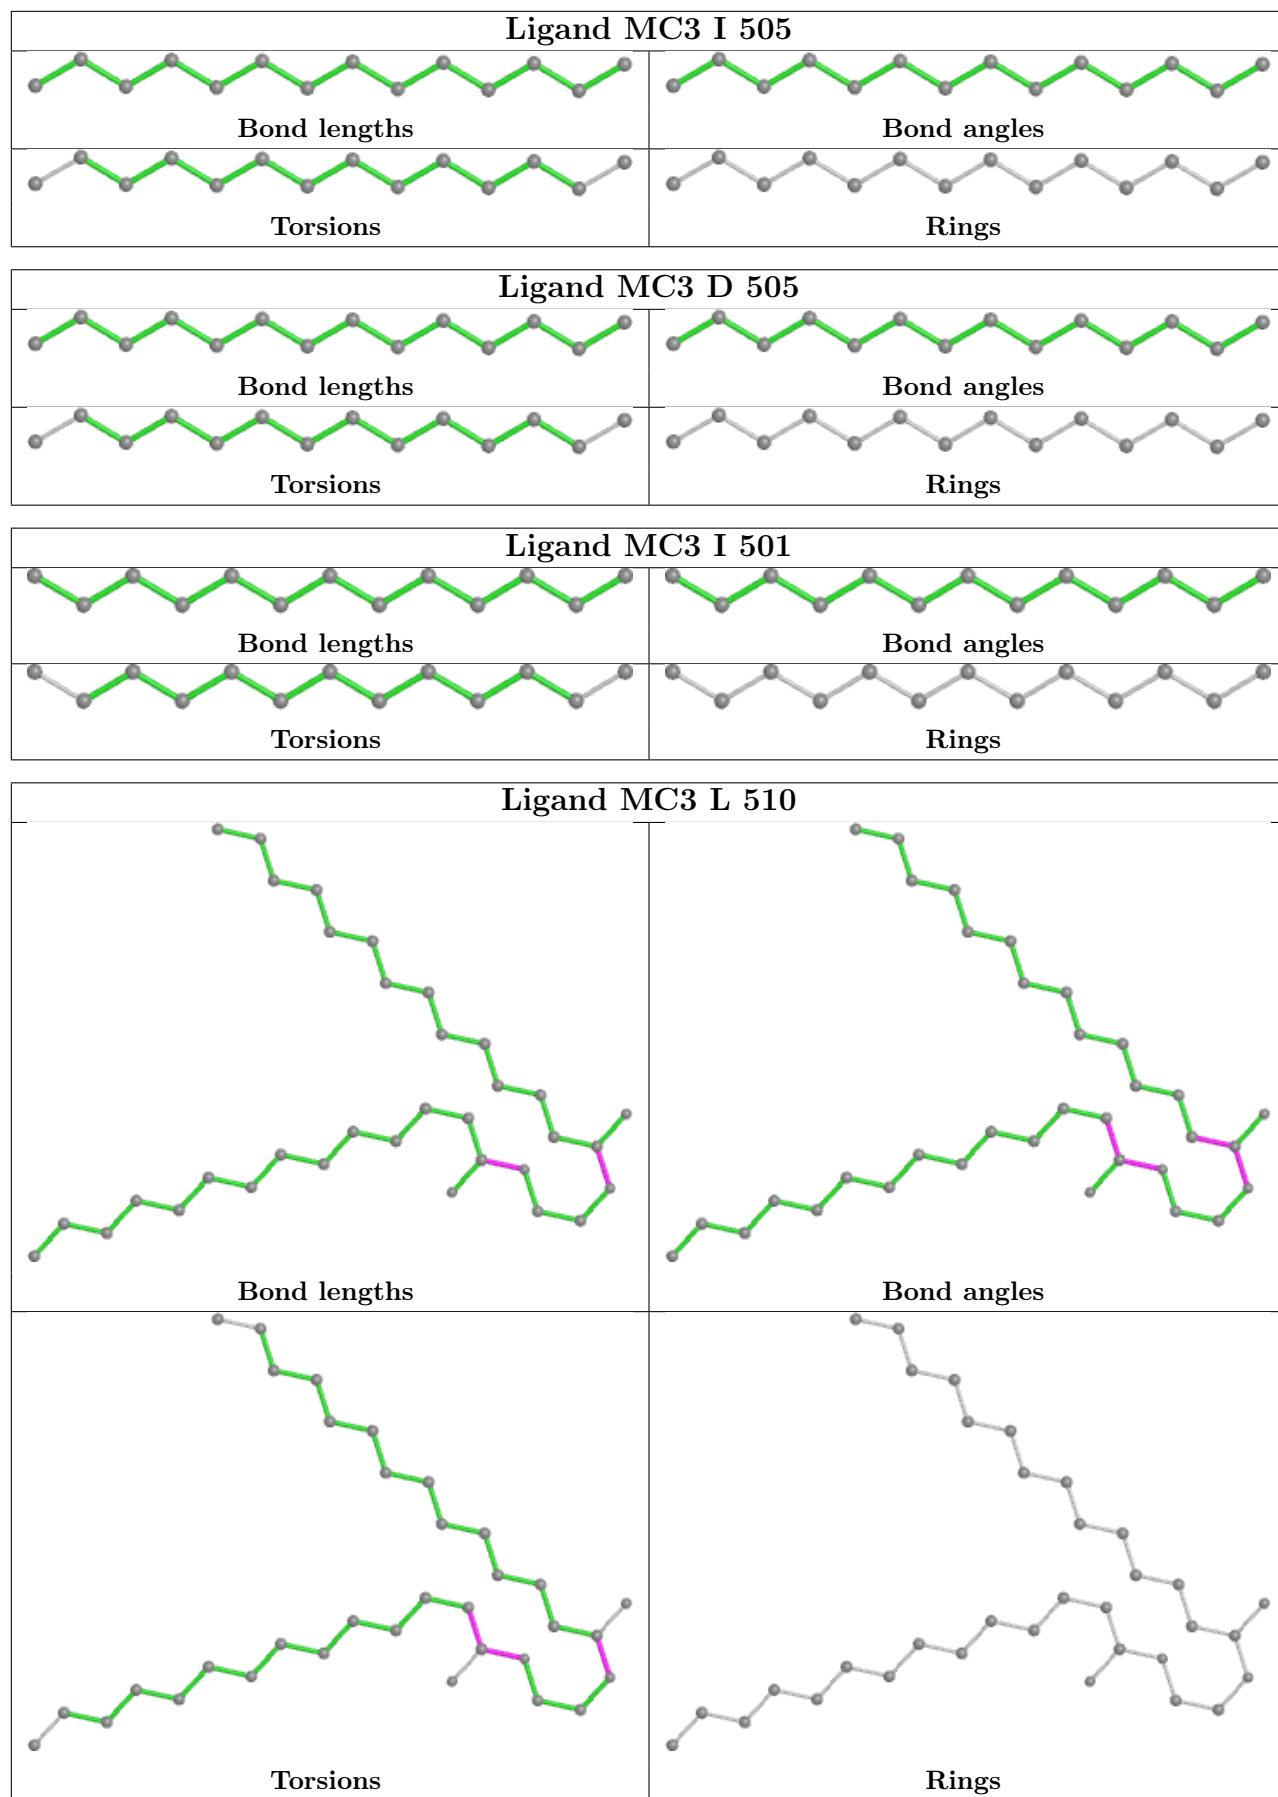 Ligand MC3 I 505
Bond lengths
Bond angles
Torsions
Rings
Ligand MC3 D 505
Bond lengths
Bond angles
Torsions
Rings
Ligand MC3 I 501
Bond lengths
Bond angles
Torsions
Rings
Ligand MC3 L 510
Bond lengths
Bond angles
Torsions
Rings